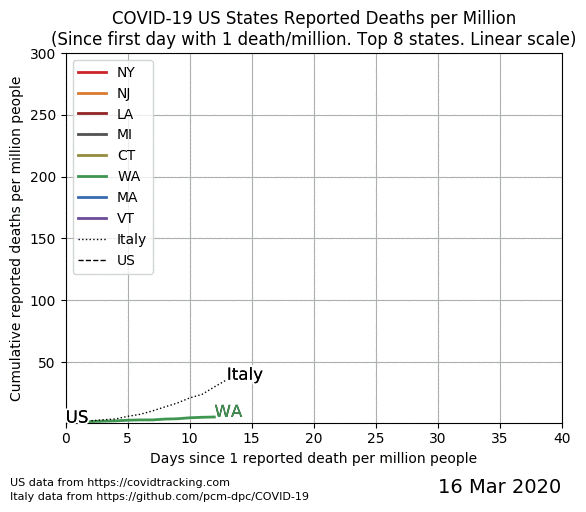 COVID-19 US States Reported Deaths per Million
(Since first day with 1 death/million. Top 8 states. Linear scale)
Cumulative reported deaths per million people
300
250
200
150
100
50
NY
NJ
LA
MI
CT
WA
MA
VT
Italy
US
Italy
WA
US
0 5 10 15 20 25 30 35 40
Days since 1 reported death per million people
US data from https://covidtracking.com
Italy data from https://github.com/pcm-dpc/COVID-19
16 Mar 2020